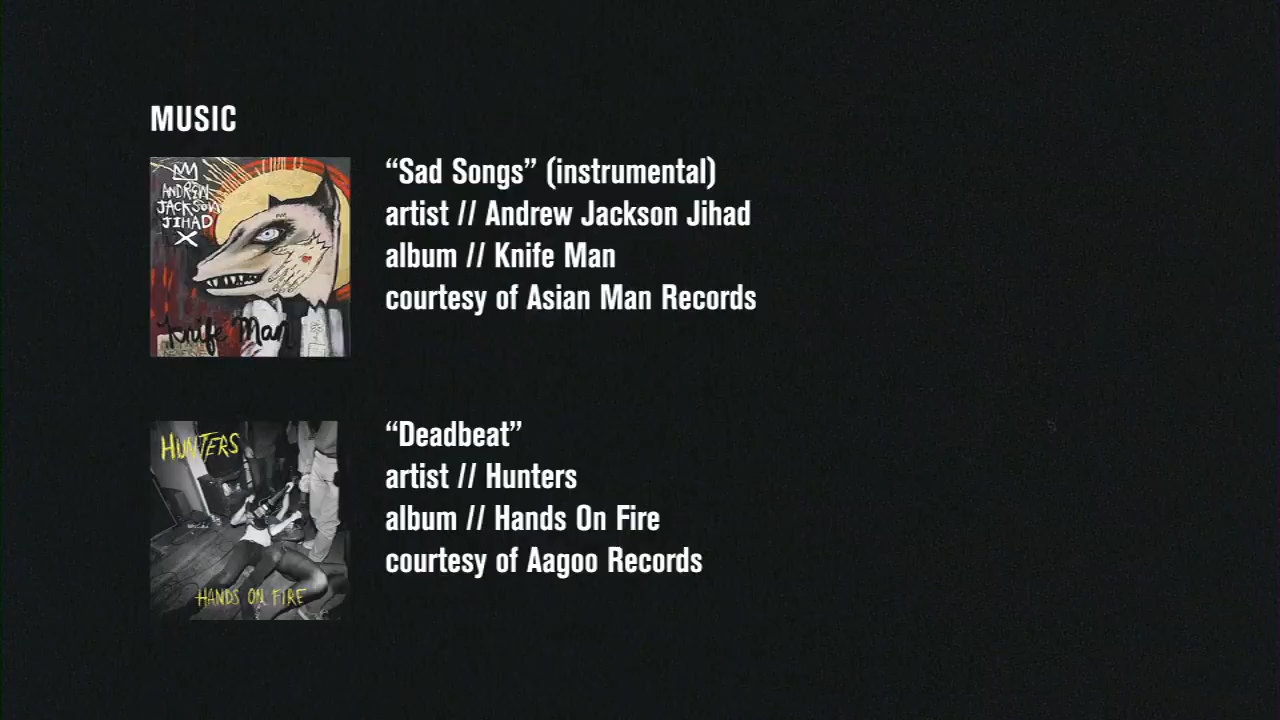 MUSIC
ANDREW
JACKSON
JIHAD
Knife Man
“Sad Songs” (instrumental)
artist // Andrew Jackson Jihad
album // Knife Man
courtesy of Asian Man Records
HUNTERS
HANDS ON FIRE
“Deadbeat”
artist // Hunters
album // Hands On Fire
courtesy of Aagoo Records